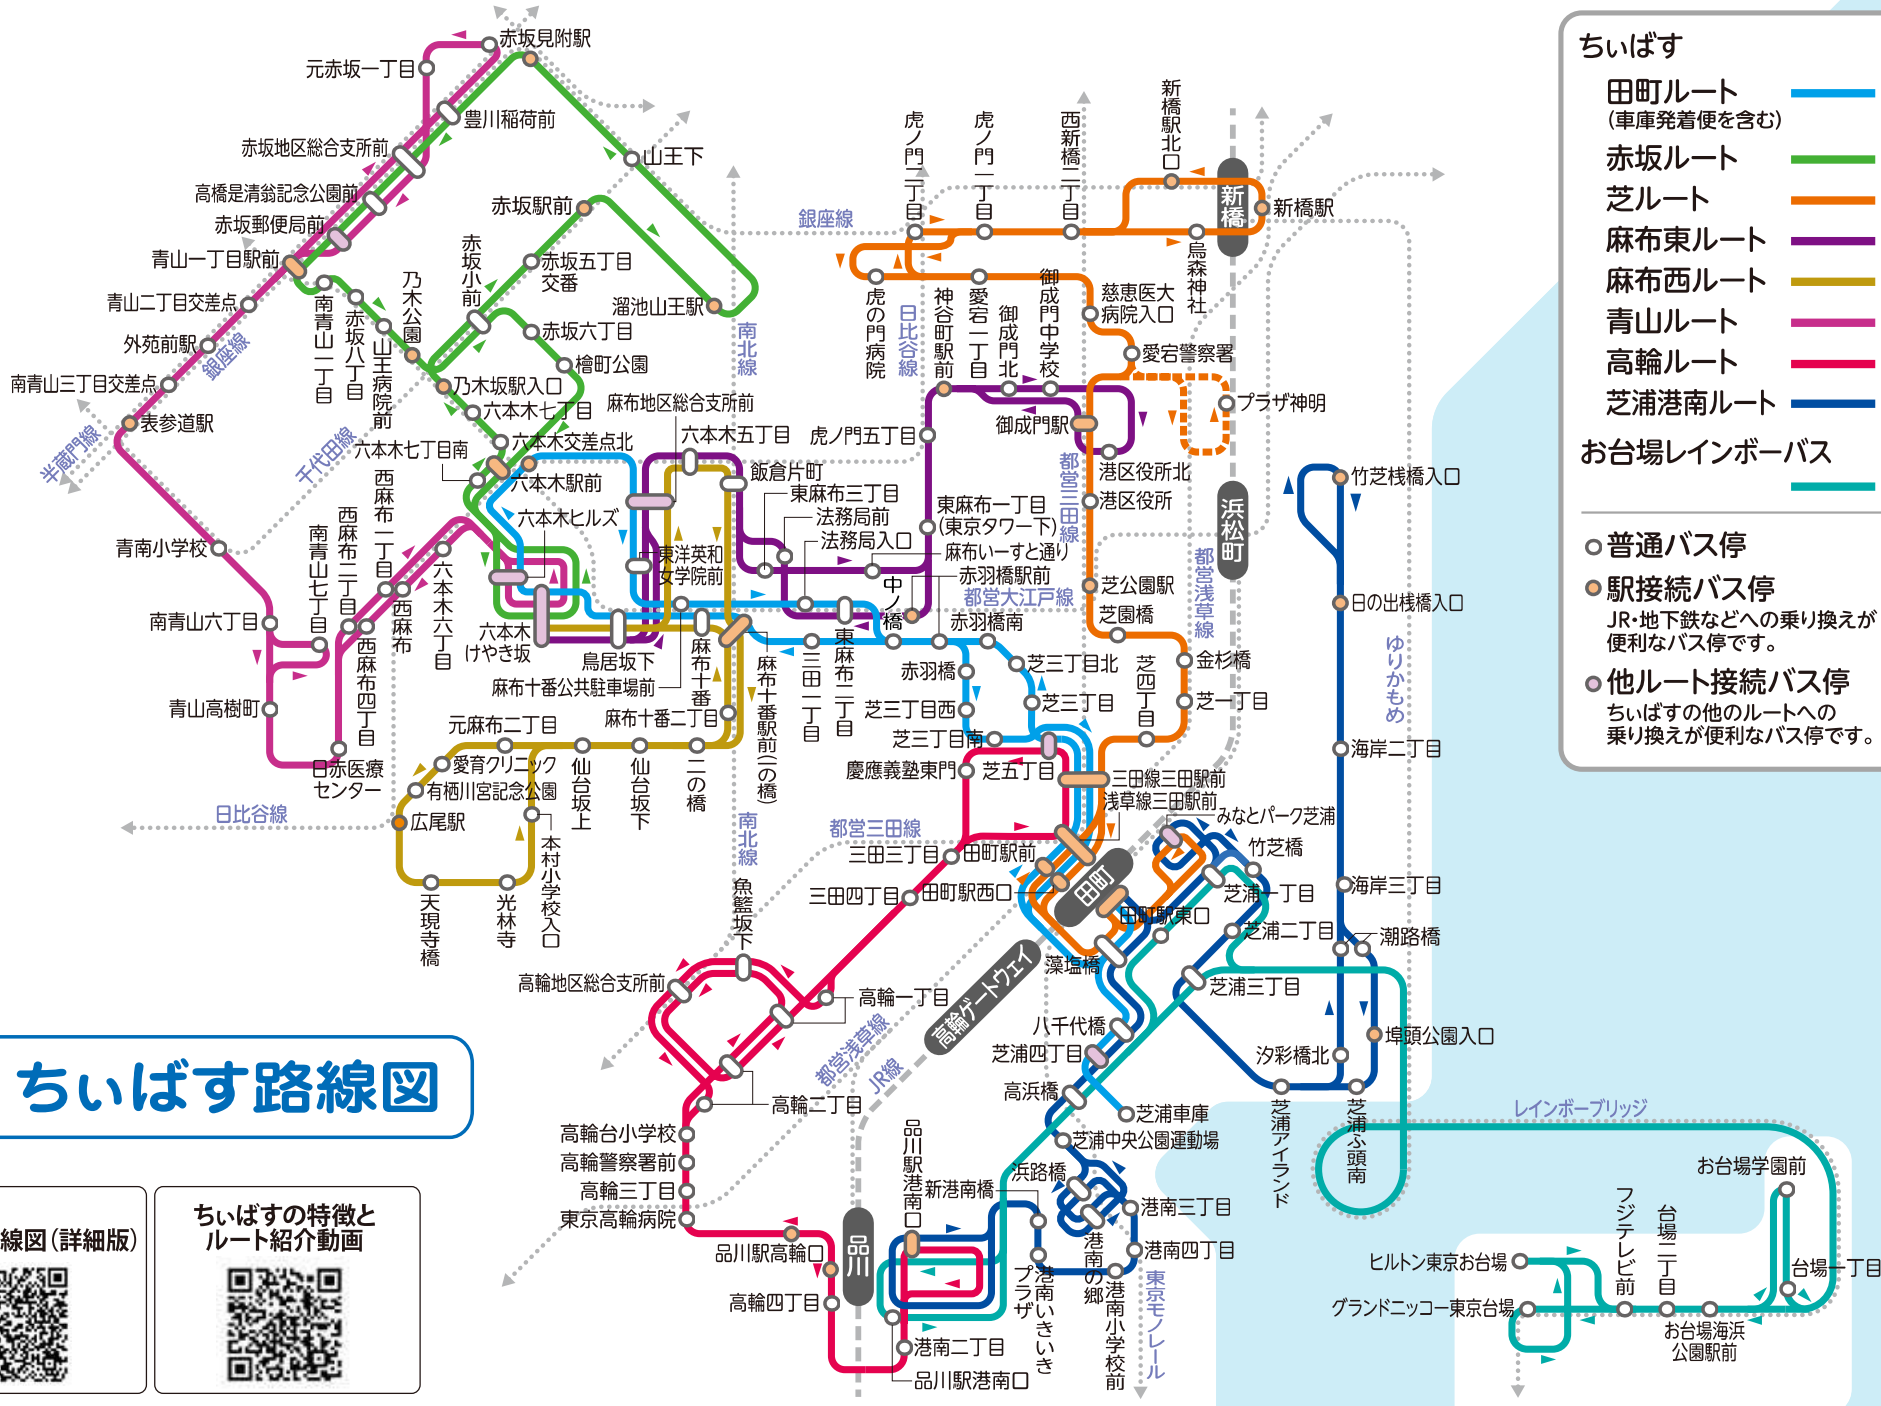 赤坂見附駅
元赤坂一丁目
豊川稲荷前
赤坂地区総合支所前
高橋是清翁記念公園前
赤坂郵便局前
青山一丁目駅前
青山二丁目交差点
外苑前駅
銀座線
南青山三丁目交差点
表参道駅
半蔵門線
千代田線
南青山一丁目
赤坂八丁目
山王病院前
乃木公園
赤坂小前
山王下
赤坂駅前
赤坂五丁目
交番
溜池山王駅
赤坂六丁目
檜町公園
乃木坂駅入口
六本木七丁目
六本木交差点北
六本木七丁目南
六本木駅前
六本木ヒルズ
麻布地区総合支所前
六本木五丁目
飯倉片町
銀座線
南北線
日比谷線
虎ノ門二丁目
虎ノ門一丁目
西新橋二丁目
新橋駅北口
新橋
新橋駅
烏森神社
虎の門病院
神谷町駅前
愛宕一丁目
御成門北
御成門中学校
慈恵医大
病院入口
愛宕警察署
プラザ神明
御成門駅
港区役所北
港区役所
都営三田線
浜松町
都営浅草線
虎ノ門五丁目
東麻布三丁目
法務局前
法務局入口
東麻布一丁目
(東京タワー下)
麻布いーすと通り
赤羽橋駅前
都営大江戸線
中ノ橋
赤羽橋南
芝公園駅
芝園橋
金杉橋
芝一丁目
芝四丁目
青南小学校
南青山六丁目
南青山七丁目
青山高樹町
西麻布二丁目
西麻布一丁目
西麻布
西麻布四丁目
六本木六丁目
日赤医療
センター
六本木
けやき坂
東洋英和
女学院前
鳥居坂下
麻布十番
麻布十番公共駐車場前
麻布十番二丁目
麻布十番駅前(一の橋)
三田一丁目
東麻布二丁目
赤羽橋
芝三丁目北
芝三丁目
芝三丁目西
芝三丁目南
元麻布二丁目
愛育クリニック
有栖川宮記念公園
広尾駅
日比谷線
天現寺橋
光林寺
本村小学校入口
仙台坂上
仙台坂下
二の橋
南北線
慶應義塾東門
芝五丁目
三田線三田駅前
浅草線三田駅前
みなとパーク芝浦
竹芝橋
都営三田線
三田三丁目
田町駅前
三田四丁目
田町駅西口
田町
田町駅東口
芝浦一丁目
芝浦二丁目
藻塩橋
芝浦三丁目
魚籃坂下
高輪地区総合支所前
高輪一丁目
高輪二丁目
高輪ゲートウェイ
都営浅草線
JR線
八千代橋
芝浦四丁目
高浜橋
芝浦車庫
芝浦中央公園運動場
浜路橋
新港南橋
港南三丁目
港南四丁目
港南の郷
港南小学校前
東京モノレール
港南いきいき
プラザ
高輪台小学校
高輪警察署前
高輪三丁目
東京高輪病院
品川駅高輪口
高輪四丁目
品川
品川駅港南口
港南二丁目
品川駅港南口
竹芝桟橋入口
日の出桟橋入口
ゆりかもめ
海岸二丁目
海岸三丁目
潮路橋
埠頭公園入口
汐彩橋北
芝浦アイランド
芝浦ふ頭南
レインボーブリッジ
お台場学園前
台場一丁目
フジテレビ前
台場二丁目
ヒルトン東京お台場
グランドニッコー東京台場
お台場海浜
公園駅前
ちぃばす
田町ルート
(車庫発着便を含む)
赤坂ルート
芝ルート
麻布東ルート
麻布西ルート
青山ルート
高輪ルート
芝浦港南ルート
お台場レインボーバス
普通バス停
駅接続バス停
JR・地下鉄などへの乗り換えが
便利なバス停です。
他ルート接続バス停
ちぃばすの他のルートへの
乗り換えが便利なバス停です。
ちぃばす路線図
線図(詳細版)
ちぃばすの特徴と
ルート紹介動画